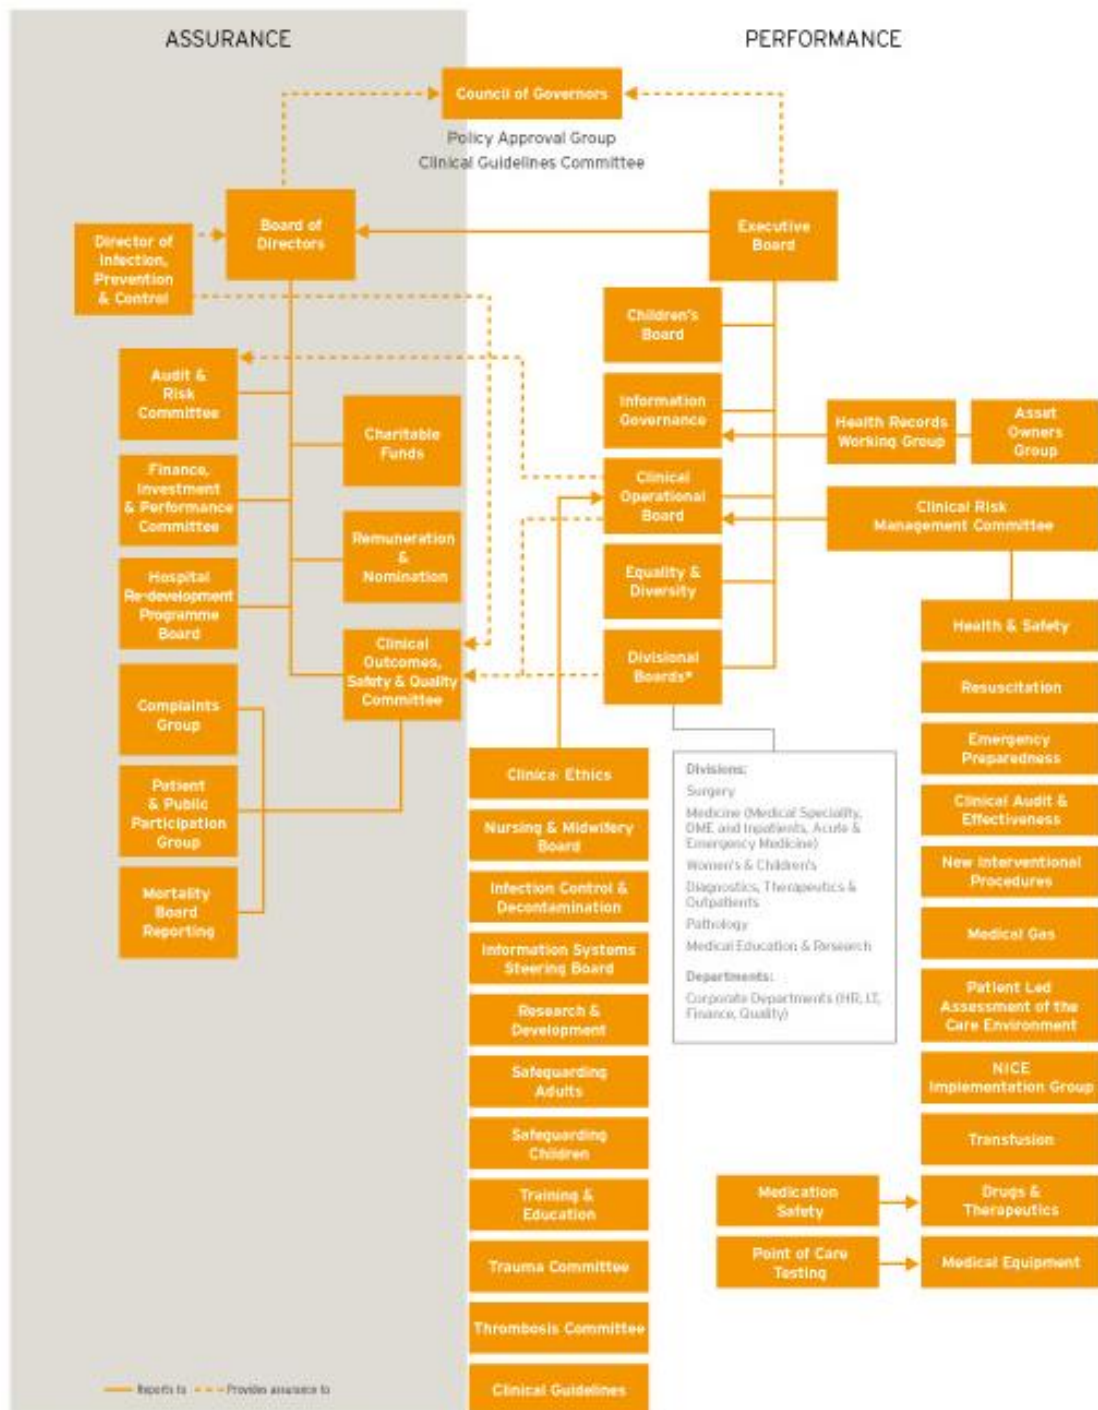 ASSURANCE
PERFORMANCE
Council of Governors
Policy Approval Group
Clinical Guidelines Committee
Board of
Directors
Executive
Board
Director of
Infection,
Prevention
& Control
Children's
Board
Audit &
Risk
Committee
Information
Governance
Charitable
Funds
Health Records
Working Group
Asset
Owners
Group
Finance,
Investment
& Performance
Committee
Clinical
Operational
Board
Clinical Risk
Management Committee
Remuneration
&
Nomination
Hospital
Re-development
Programme
Board
Equality &
Diversity
Health & Safety
Clinical
Outcomes,
Safety & Quality
Committee
Divisional
Boards*
Resuscitation
Complaints
Group
Emergency
Preparedness
Clinical Ethics
Divisions:
Surgery
Medicine (Medical Speciality,
DME and Inpatients, Acute &
Emergency Medicine)
Women's & Children's
Diagnostics, Therapeutics &
Outpatients
Pathology
Medical Education & Research
Departments:
Corporate Departments (HR, I.T,
Finance, Quality)
Patient
& Public
Participation
Group
Nursing & Midwifery
Board
Clinical Audit &
Effectiveness
Mortality
Board
Reporting
Infection Control &
Decontamination
New Interventional
Procedures
Information Systems
Steering Board
Medical Gas
Research &
Development
Patient Led
Assessment of the
Care Environment
Safeguarding
Adults
NICE
Implementation Group
Safeguarding
Children
Transfusion
Training &
Education
Medication
Safety
Drugs &
Therapeutics
Trauma Committee
Point of Care
Testing
Medical Equipment
Thrombosis Committee
Clinical Guidelines
Reports to
Provides assurance to